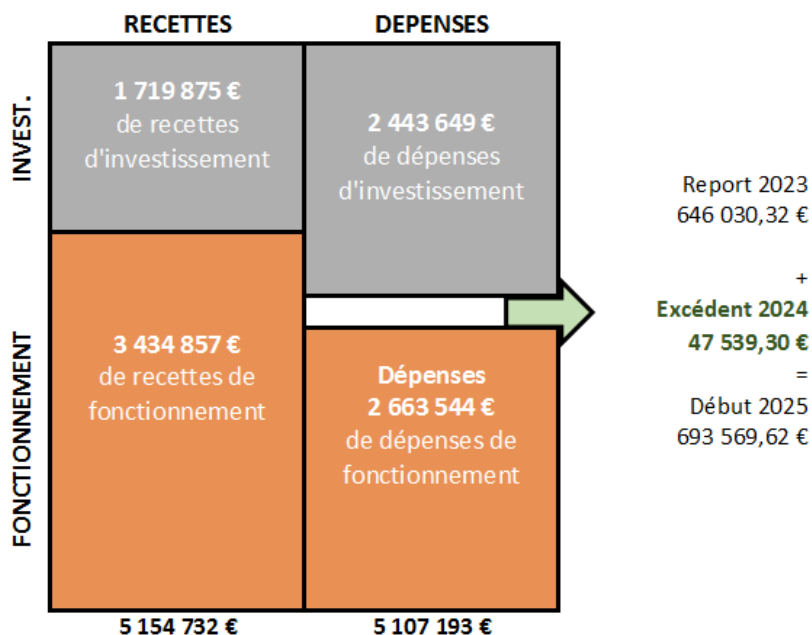 RECETTES
DEPENSES
INVEST.
1 719 875 €
de recettes
d'investissement
2 443 649 €
de dépenses
d'investissement
FONCTIONNEMENT
3 434 857 €
de recettes de
fonctionnement
Dépenses
2 663 544 €
de dépenses de
fonctionnement
5 154 732 €
5 107 193 €
Report 2023
646 030,32 €
+
Excédent 2024
47 539,30 €
=
Début 2025
693 569,62 €